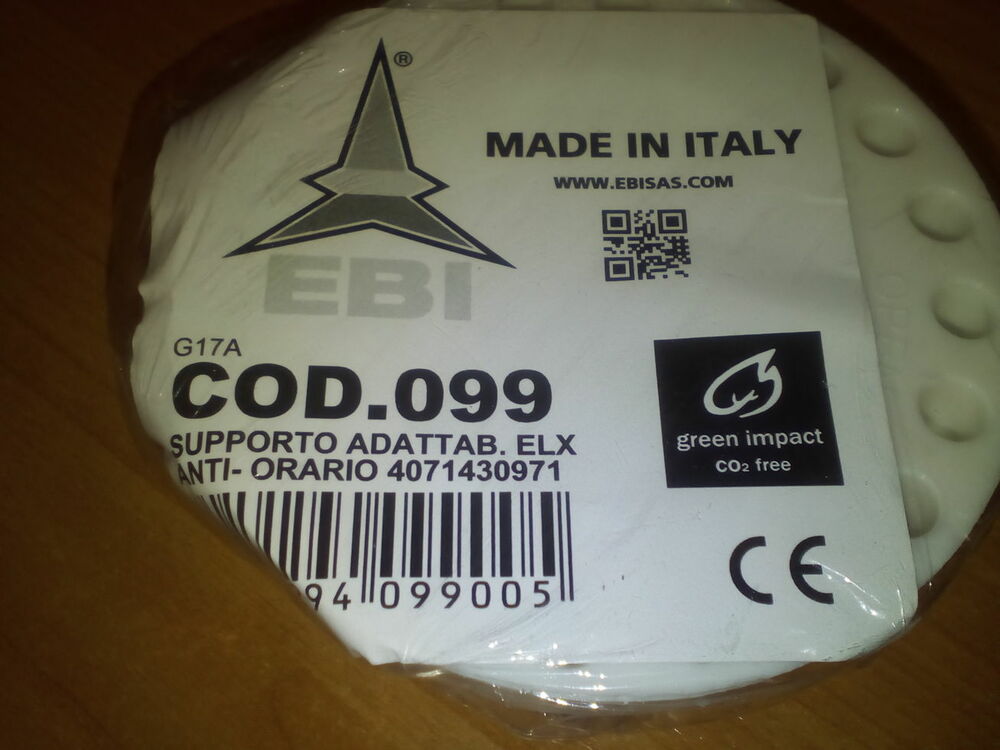 ®
MADE IN ITALY
WWW.EBISAS.COM
EBI
G17A
COD.099
SUPPORTO ADATTAB. ELX
ANTI- ORARIO 4071430971
94 099005
green impact
CO₂ free
CE